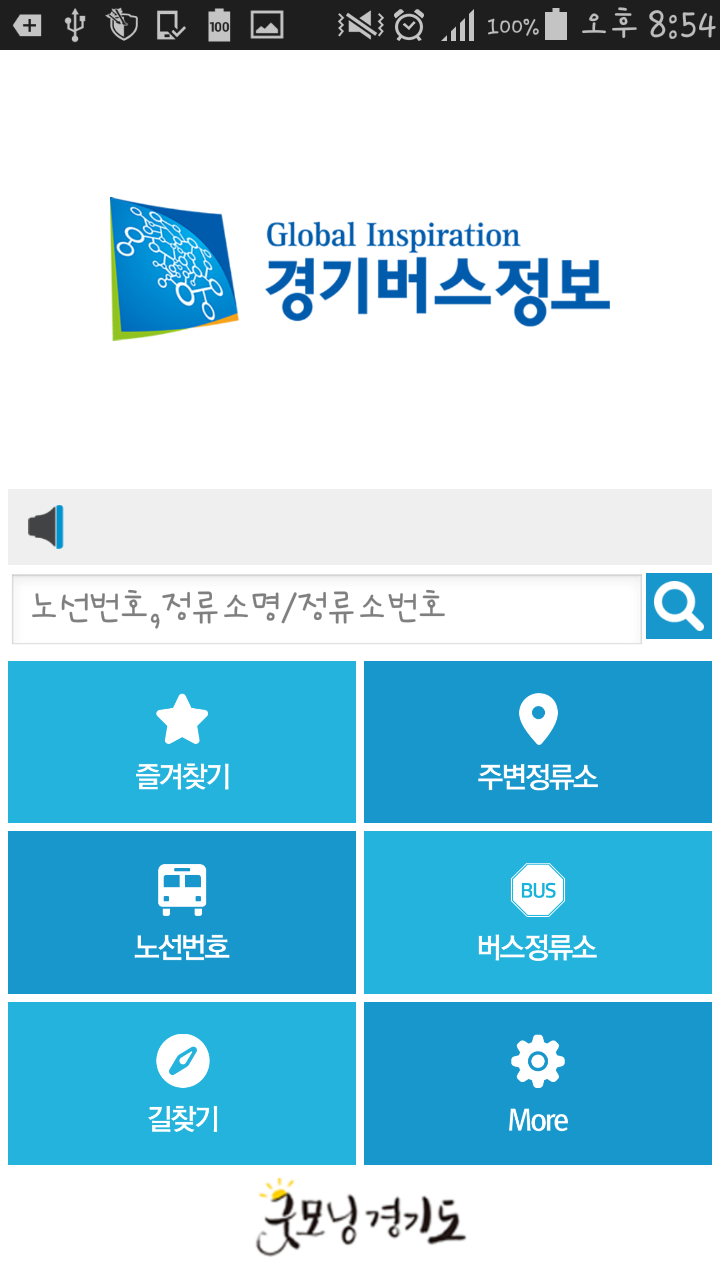 100
100%
오후 8:54
Global Inspiration
경기버스정보
노선번호,정류소명/정류소번호
즐겨찾기
주변정류소
노선번호
BUS
버스정류소
길찾기
More
굿모닝경기도